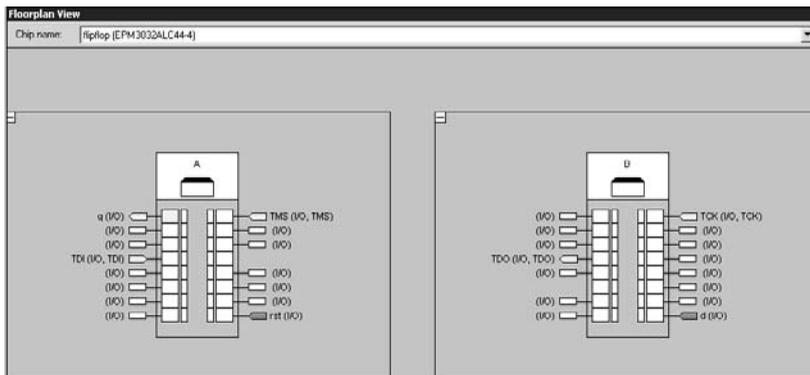 Floorplan View
Chip name: flipflop (EPM3032ALC44-4)
A
q (I/O) TMS (I/O, TMS)
(I/O) (I/O)
(I/O) (I/O)
TDI (I/O, TDI)
(I/O) (I/O)
(I/O) (I/O)
(I/O) (I/O)
(I/O) rst (I/O)
B
(I/O) TCK (I/O, TCK)
(I/O) (I/O)
(I/O) (I/O)
TDO (I/O, TDO) (I/O)
(I/O) (I/O)
(I/O)
(I/O) (I/O)
(I/O) d (I/O)